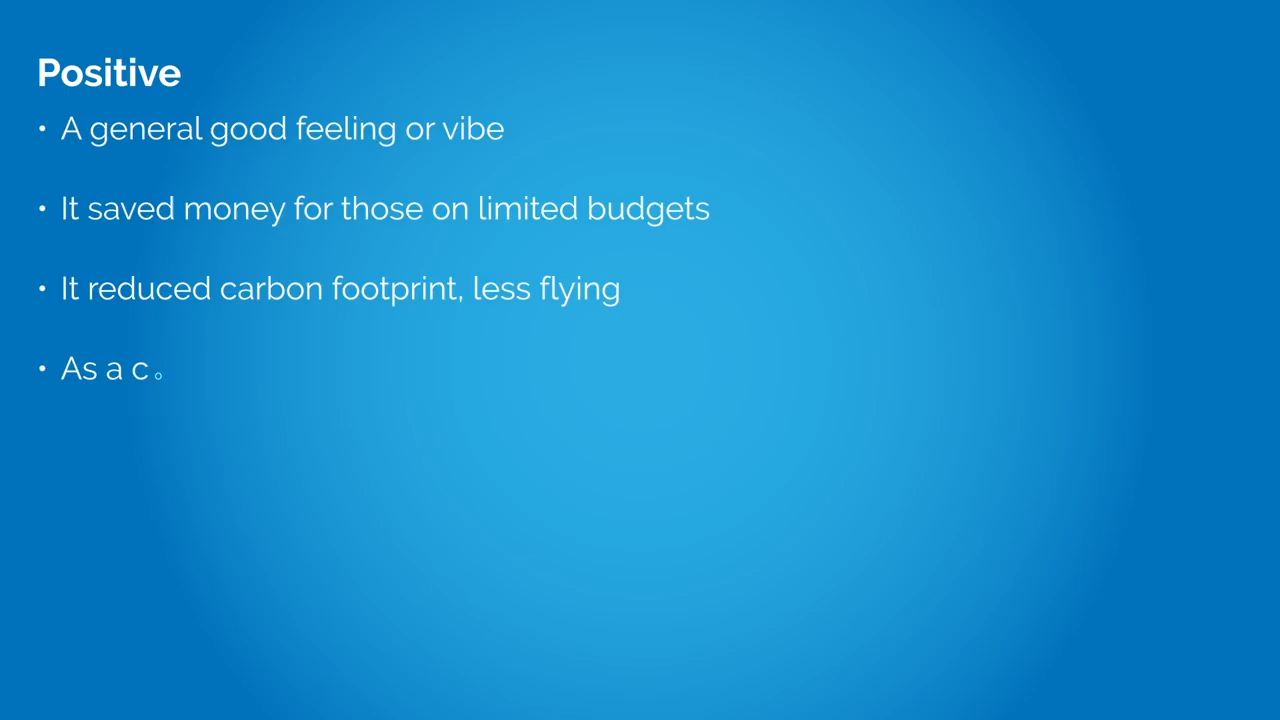 Positive
• A general good feeling or vibe
• It saved money for those on limited budgets
• It reduced carbon footprint, less flying
• As a c